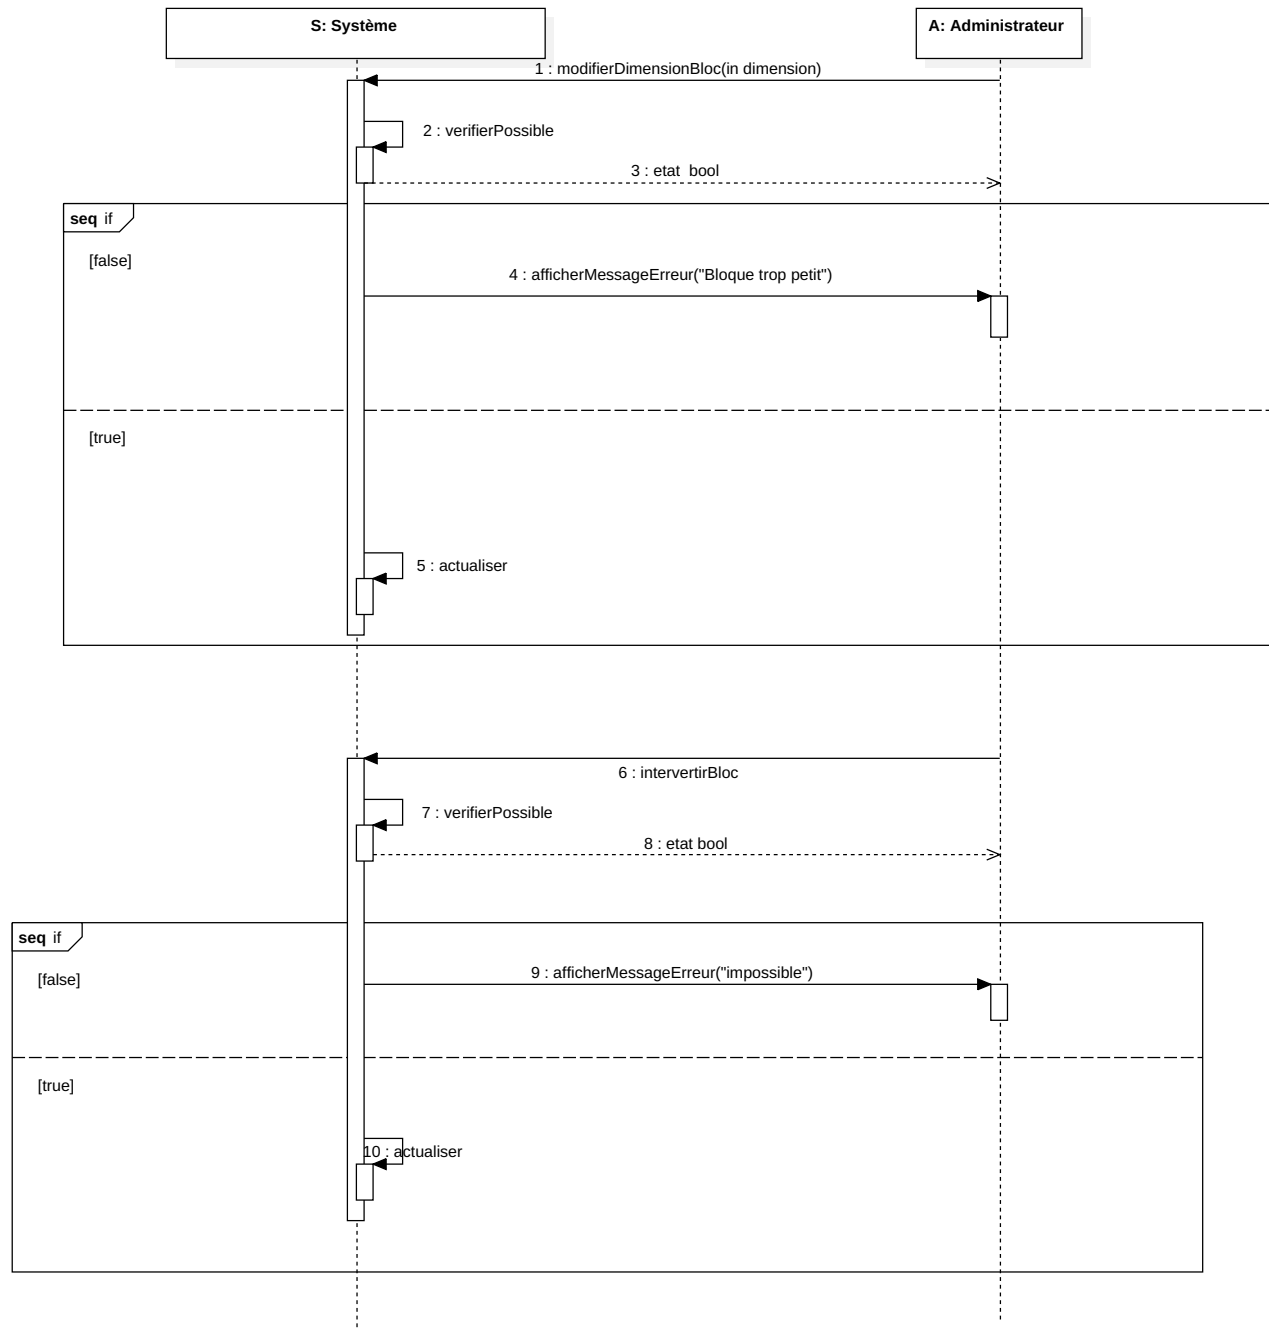 S: Système
A: Administrateur
1 : modifierDimensionBloc(in dimension)
2 : verifierPossible
3 : etat  bool
seq if
[false]
4 : afficherMessageErreur("Bloque trop petit")
[true]
5 : actualiser
6 : intervertirBloc
7 : verifierPossible
8 : etat bool
seq if
[false]
9 : afficherMessageErreur("impossible")
[true]
10 : actualiser